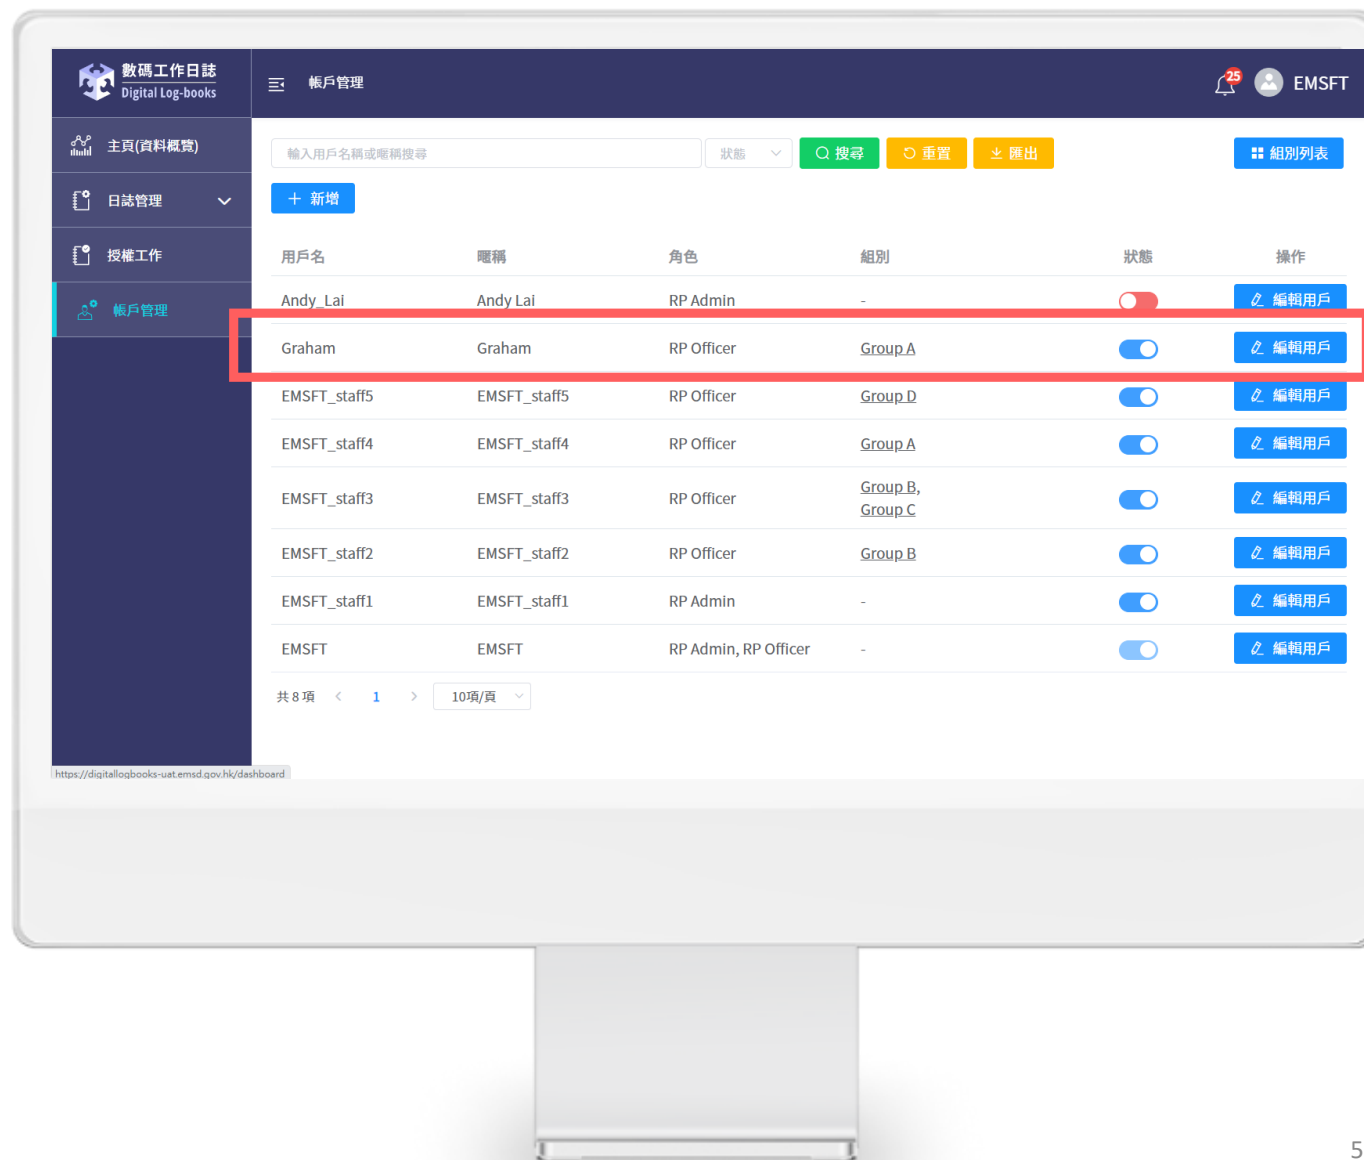 數碼工作日誌
Digital Log-books
帳戶管理
25
EMSFT
主頁(資料概覽)
日誌管理
授權工作
帳戶管理
輸入用戶名稱或暱稱搜尋
狀態
搜尋
重置
匯出
組別列表
新增
用戶名 暱稱 角色 組別 狀態 操作
Andy_Lai Andy Lai RP Admin - 編輯用戶
Graham Graham RP Officer Group A 編輯用戶
EMSFT_staff5 EMSFT_staff5 RP Officer Group D 編輯用戶
EMSFT_staff4 EMSFT_staff4 RP Officer Group A 編輯用戶
EMSFT_staff3 EMSFT_staff3 RP Officer Group B, 編輯用戶
Group C
EMSFT_staff2 EMSFT_staff2 RP Officer Group B 編輯用戶
EMSFT_staff1 EMSFT_staff1 RP Admin - 編輯用戶
EMSFT EMSFT RP Admin, RP Officer - 編輯用戶
共 8 項 < 1 > 10項/頁
https://digitallogbooks-uat.emsd.gov.hk/dashboard
5